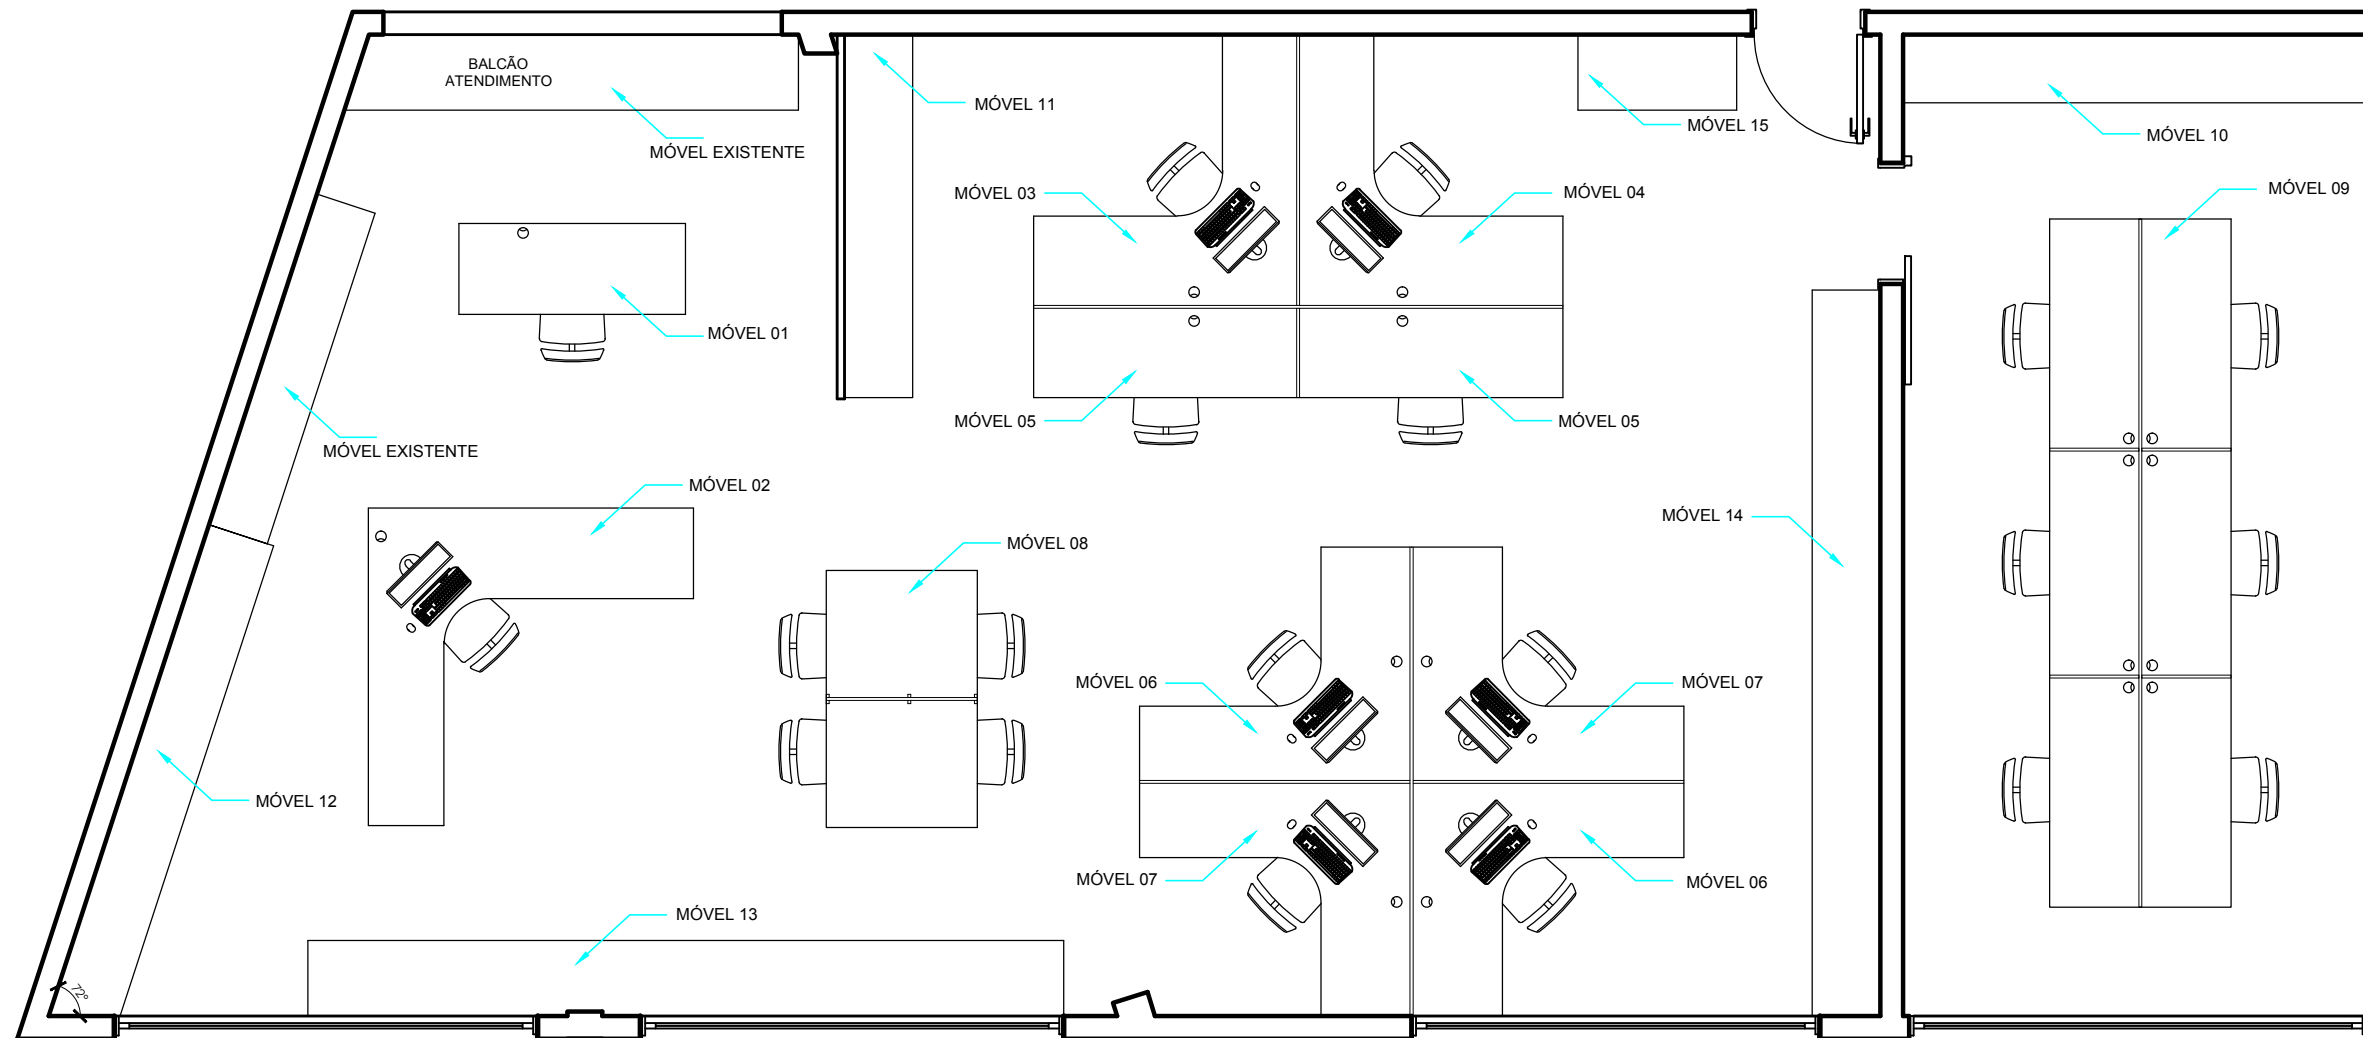 BALCÃO
ATENDIMENTO
MÓVEL EXISTENTE
MÓVEL 11
MÓVEL 15
MÓVEL 10
MÓVEL 03
MÓVEL 04
MÓVEL 09
MÓVEL 01
MÓVEL EXISTENTE
MÓVEL 05
MÓVEL 05
MÓVEL 02
MÓVEL 14
MÓVEL 08
MÓVEL 06
MÓVEL 07
MÓVEL 12
MÓVEL 07
MÓVEL 06
MÓVEL 13
72°